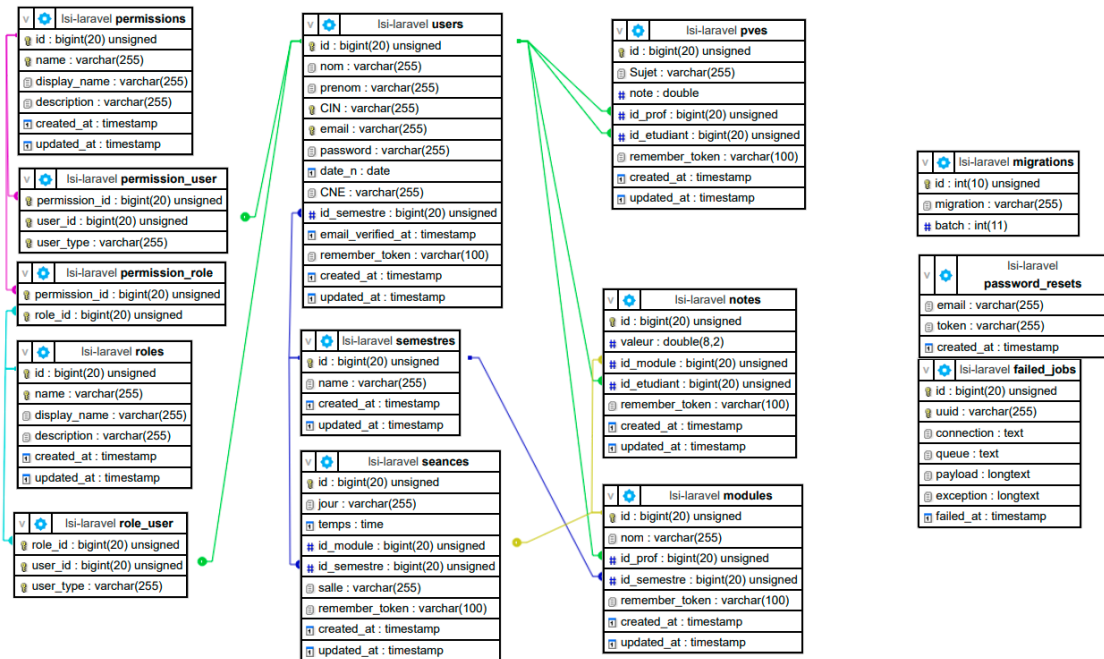 v lsi-laravel permissions
id : bigint(20) unsigned
name : varchar(255)
display_name : varchar(255)
description : varchar(255)
created_at : timestamp
updated_at : timestamp
v lsi-laravel permission_user
permission_id : bigint(20) unsigned
user_id : bigint(20) unsigned
user_type : varchar(255)
v lsi-laravel permission_role
permission_id : bigint(20) unsigned
role_id : bigint(20) unsigned
v lsi-laravel roles
id : bigint(20) unsigned
name : varchar(255)
display_name : varchar(255)
description : varchar(255)
created_at : timestamp
updated_at : timestamp
v lsi-laravel role_user
role_id : bigint(20) unsigned
user_id : bigint(20) unsigned
user_type : varchar(255)
v lsi-laravel users
id : bigint(20) unsigned
nom : varchar(255)
prenom : varchar(255)
CIN : varchar(255)
email : varchar(255)
password : varchar(255)
date_n : date
CNE : varchar(255)
# id_semestre : bigint(20) unsigned
email_verified_at : timestamp
remember_token : varchar(100)
created_at : timestamp
updated_at : timestamp
v lsi-laravel semestres
id : bigint(20) unsigned
name : varchar(255)
created_at : timestamp
updated_at : timestamp
v lsi-laravel seances
id : bigint(20) unsigned
jour : varchar(255)
temps : time
# id_module : bigint(20) unsigned
# id_semestre : bigint(20) unsigned
salle : varchar(255)
remember_token : varchar(100)
created_at : timestamp
updated_at : timestamp
v lsi-laravel pves
id : bigint(20) unsigned
Sujet : varchar(255)
# note : double
# id_prof : bigint(20) unsigned
# id_etudiant : bigint(20) unsigned
remember_token : varchar(100)
created_at : timestamp
updated_at : timestamp
v lsi-laravel notes
id : bigint(20) unsigned
# valeur : double(8,2)
# id_module : bigint(20) unsigned
# id_etudiant : bigint(20) unsigned
remember_token : varchar(100)
created_at : timestamp
updated_at : timestamp
v lsi-laravel modules
id : bigint(20) unsigned
nom : varchar(255)
# id_prof : bigint(20) unsigned
# id_semestre : bigint(20) unsigned
remember_token : varchar(100)
created_at : timestamp
updated_at : timestamp
v lsi-laravel migrations
id : int(10) unsigned
migration : varchar(255)
# batch : int(11)
v lsi-laravel
password_resets
email : varchar(255)
token : varchar(255)
created_at : timestamp
v lsi-laravel failed_jobs
id : bigint(20) unsigned
uuid : varchar(255)
connection : text
queue : text
payload : longtext
exception : longtext
failed_at : timestamp